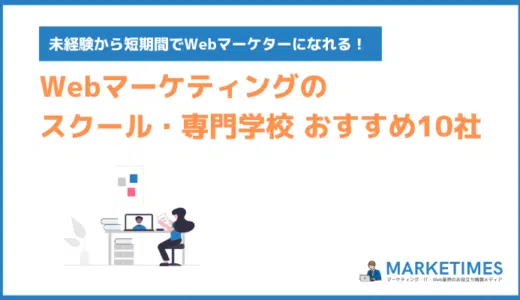 未経験から短期間でWebマーケターになれる！
Webマーケティングの
スクール・専門学校 おすすめ10社
MARKETIMES
マーケティング・IT・Web業界のお役立ち情報メディア